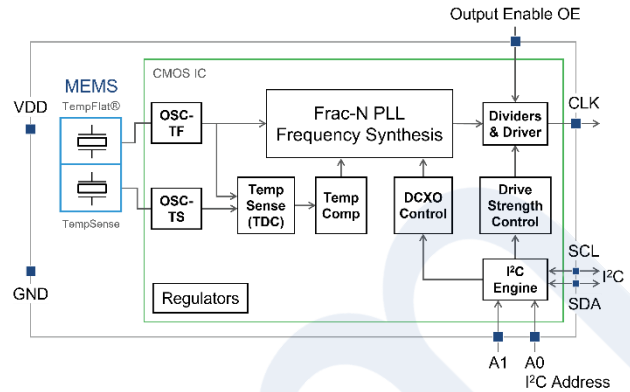 Output Enable OE
MEMS
TempFlat®
CMOS IC
VDD
OSC-
TF
Frac-N PLL
Frequency Synthesis
Dividers
& Driver
CLK
OSC-
TS
Temp
Sense
(TDC)
Temp
Comp
DCXO
Control
Drive
Strength
Control
TempSense
GND
Regulators
I²C
Engine
SCL
I²C
SDA
A1
A0
I²C Address